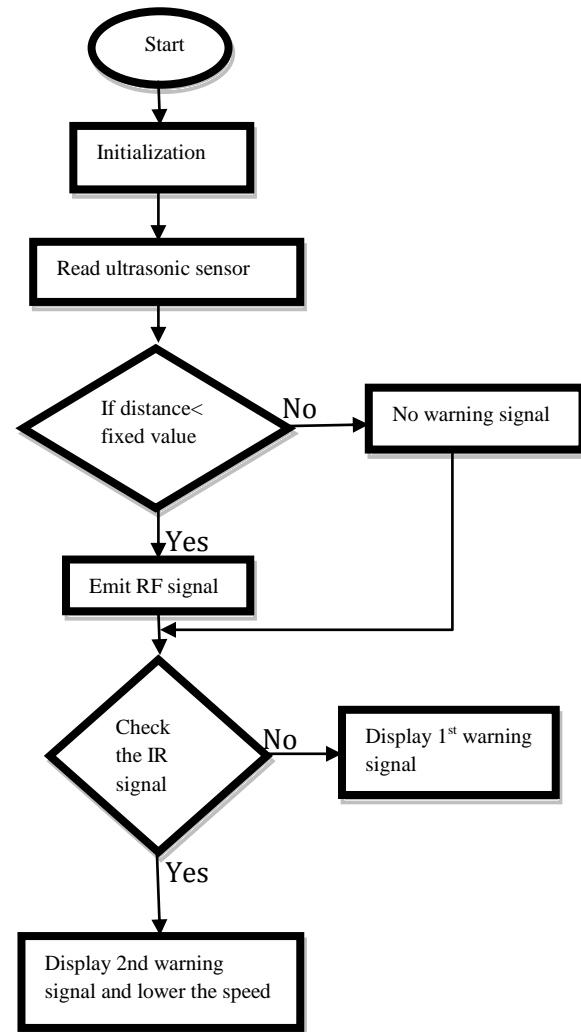 Start
Initialization
Read ultrasonic sensor
If distance<
fixed value
No
No warning signal
Yes
Emit RF signal
Check
the IR
signal
No
Display 1st warning
signal
Yes
Display 2nd warning
signal and lower the speed